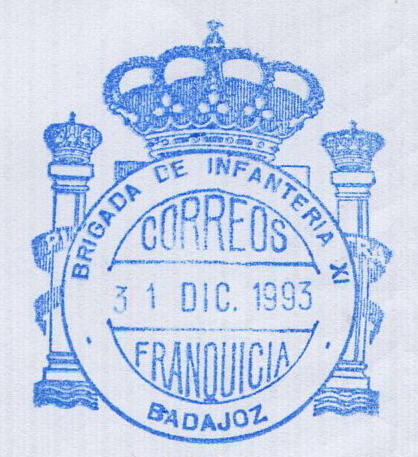 BRIGADA DE INFANTERIA XI
CORREOS
31 DIC. 1993
FRANQUICIA
BADAJOZ